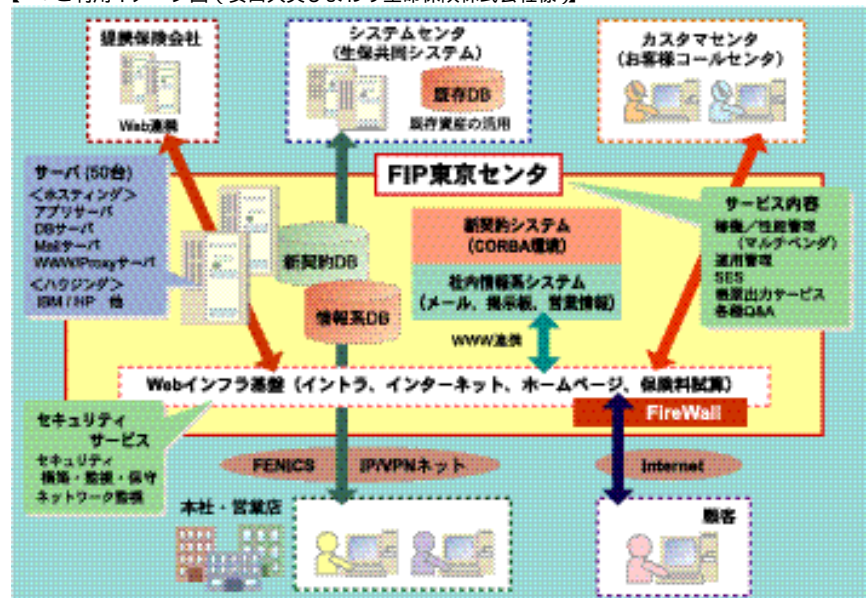 提携保険会社
Web連携
システムセンタ
(生保共同システム)
既存DB
既存資産の活用
カスタマセンタ
(お客様コールセンタ)
サーバ (50台)
＜ホスティング＞
アプリサーバ
DBサーバ
Mailサーバ
WWW/Proxyサーバ
＜ハウジング＞
IBM / HP 他
FIP東京センタ
新契約DB
情報系DB
新契約システム
(CORBA環境)
社内情報系システム
(メール、掲示板、営業情報)
WWW連携
サービス内容
稼働／性能管理
(マルチベンダ)
運用管理
SES
帳票出力サービス
各種Q&A
Webインフラ基盤 (イントラ、インターネット、ホームページ、保険料試算)
FireWall
セキュリティ
サービス
セキュリティ
構築・監視・保守
ネットワーク監視
FENICS IP/VPNネット
Internet
本社・営業店
顧客